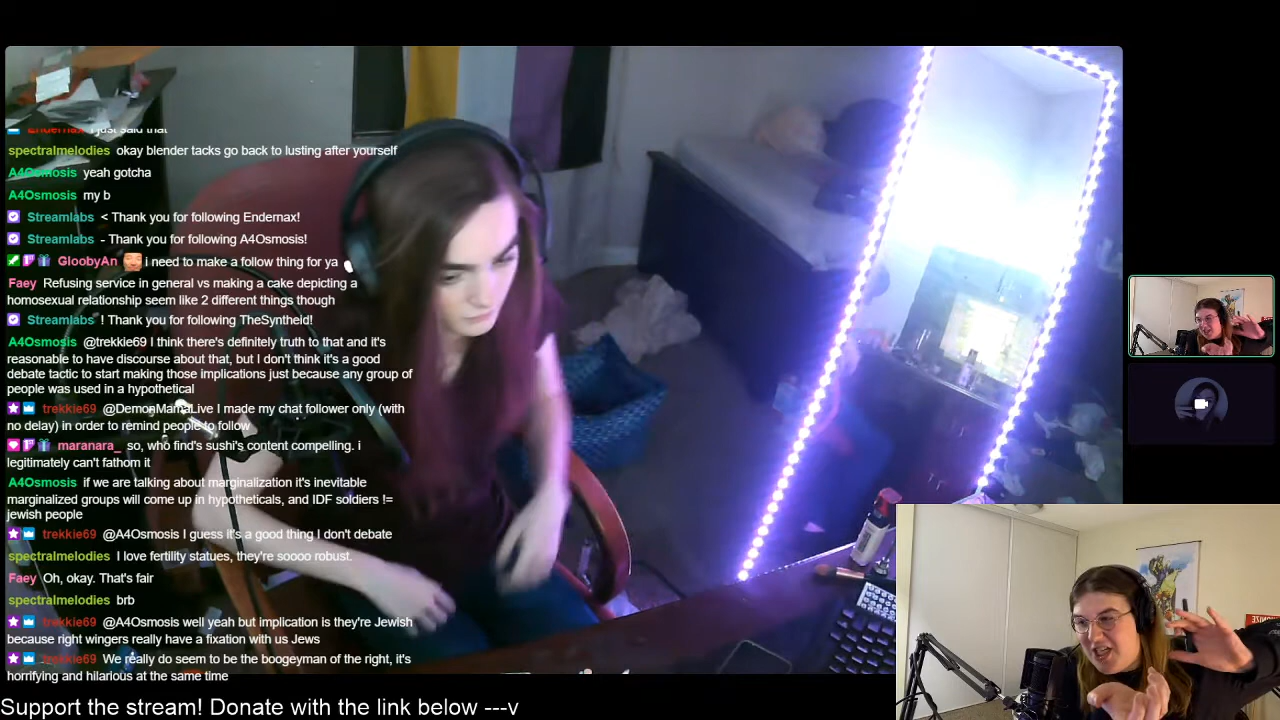 Endernax I just said that
spectralmelodies okay blender tacks go back to lusting after yourself
A4Osmosis yeah gotcha
A4Osmosis my b
Streamlabs < Thank you for following Endernax!
Streamlabs - Thank you for following A4Osmosis!
GloobyAn i need to make a follow thing for ya
Faey Refusing service in general vs making a cake depicting a
homosexual relationship seem like 2 different things though
Streamlabs ! Thank you for following TheSyntheid!
A4Osmosis @trekkie69 I think there's definitely truth to that and it's
reasonable to have discourse about that, but I don't think it's a good
debate tactic to start making those implications just because any group of
people was used in a hypothetical
trekkie69 @DemonMamaLive I made my chat follower only (with
no delay) in order to remind people to follow
maranara_ so, who find's sushi's content compelling. i
legitimately can't fathom it
A4Osmosis if we are talking about marginalization it's inevitable
marginalized groups will come up in hypotheticals, and IDF soldiers !=
jewish people
trekkie69 @A4Osmosis I guess it's a good thing I don't debate
spectralmelodies I love fertility statues, they're soooo robust.
Faey Oh, okay. That's fair
spectralmelodies brb
trekkie69 @A4Osmosis well yeah but implication is they're Jewish
because right wingers really have a fixation with us Jews
trekkie69 We really do seem to be the boogeyman of the right, it's
horrifying and hilarious at the same time
Support the stream! Donate with the link below ---v